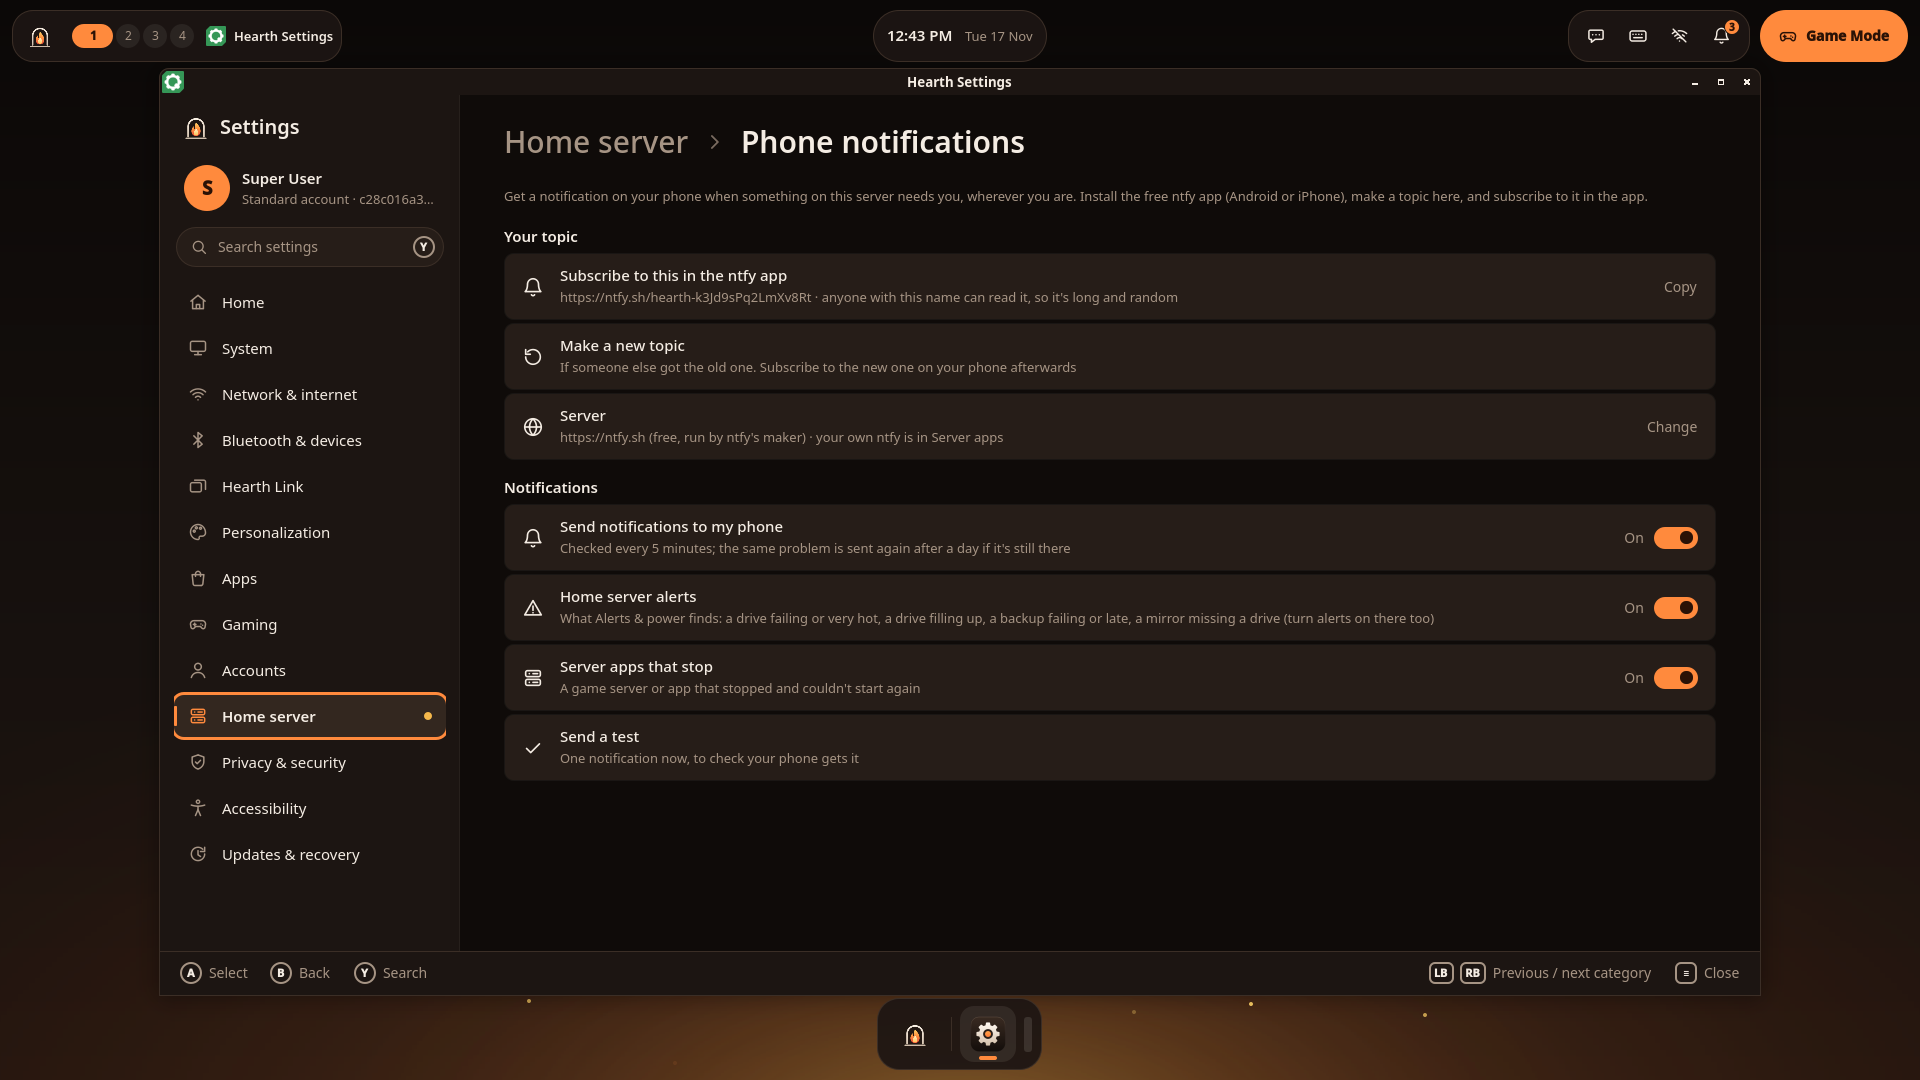 1 2 3 4 Hearth Settings
12:43 PM Tue 17 Nov
3
Game Mode
Hearth Settings
Settings
S
Super User
Standard account · c28c016a3...
Search settings Y
Home
System
Network & internet
Bluetooth & devices
Hearth Link
Personalization
Apps
Gaming
Accounts
Home server
Privacy & security
Accessibility
Updates & recovery
Home server > Phone notifications
Get a notification on your phone when something on this server needs you, wherever you are. Install the free ntfy app (Android or iPhone), make a topic here, and subscribe to it in the app.
Your topic
Subscribe to this in the ntfy app
https://ntfy.sh/hearth-k3Jd9sPq2LmXv8Rt · anyone with this name can read it, so it's long and random
Copy
Make a new topic
If someone else got the old one. Subscribe to the new one on your phone afterwards
Server
https://ntfy.sh (free, run by ntfy's maker) · your own ntfy is in Server apps
Change
Notifications
Send notifications to my phone
Checked every 5 minutes; the same problem is sent again after a day if it's still there
On
Home server alerts
What Alerts & power finds: a drive failing or very hot, a drive filling up, a backup failing or late, a mirror missing a drive (turn alerts on there too)
On
Server apps that stop
A game server or app that stopped and couldn't start again
On
Send a test
One notification now, to check your phone gets it
A Select B Back Y Search
LB RB Previous / next category ≡ Close